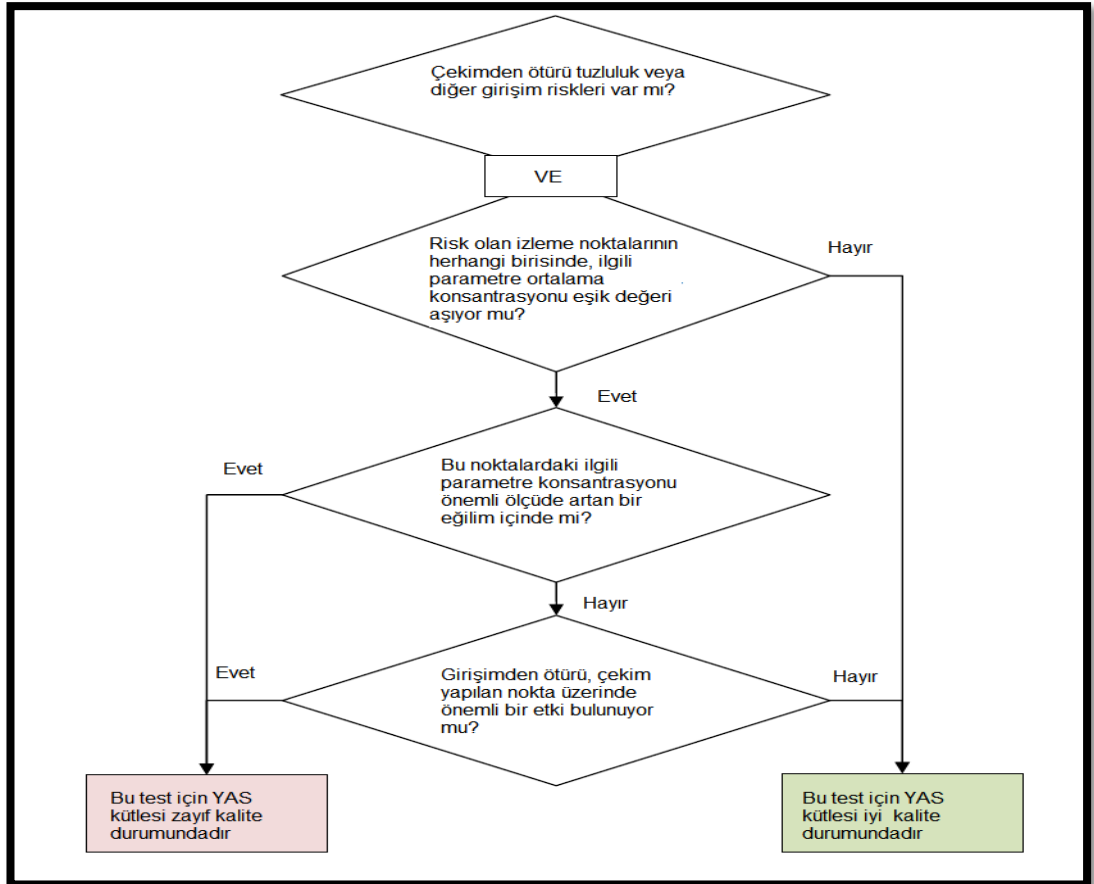 Çekimden ötürü tuzluluk veya
diğer girişim riskleri var mı?
VE
Risk olan izleme noktalarının
herhangi birisinde, ilgili
parametre ortalama
konsantrasyonu eşik değeri
aşıyor mu?
Hayır
Evet
Bu noktalardaki ilgili
parametre konsantrasyonu
önemli ölçüde artan bir
eğilim içinde mi?
Evet
Hayır
Girişimden ötürü, çekim
yapılan nokta üzerinde
önemli bir etki bulunuyor
mu?
Evet
Hayır
Bu test için YAS
kütlesi zayıf kalite
durumundadır
Bu test için YAS
kütlesi iyi kalite
durumundadır